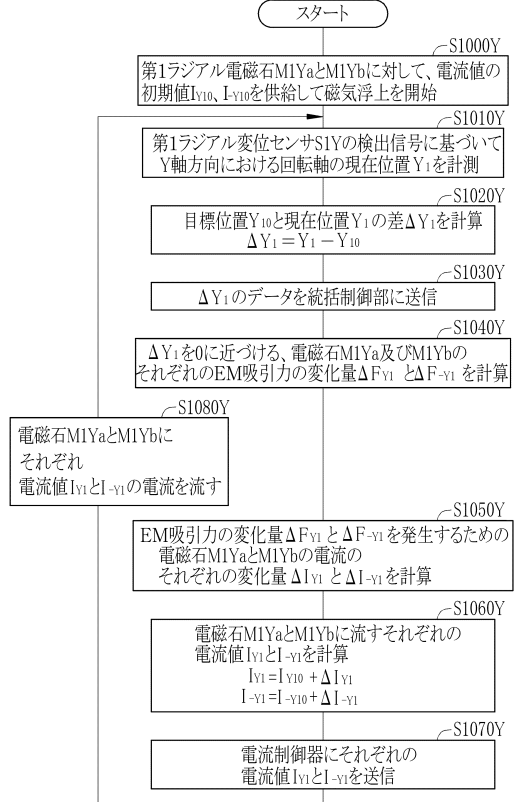 スタート
S1000Y
第1ラジアル電磁石M1YaとM1Ybに対して、電流値の
初期値IY10、I-Y10を供給して磁気浮上を開始
S1010Y
第1ラジアル変位センサS1Yの検出信号に基づいて
Y軸方向における回転軸の現在位置Y1を計測
S1020Y
目標位置Y10と現在位置Y1の差ΔY1を計算
ΔY1=Y1-Y10
S1030Y
ΔY1のデータを統括制御部に送信
S1040Y
ΔY1を0に近づける、電磁石M1Ya及びM1Ybの
それぞれのEM吸引力の変化量ΔFY1 とΔF-Y1 を計算
S1080Y
電磁石M1YaとM1Ybに
それぞれ
電流値IY1とI-Y1の電流を流す
S1050Y
EM吸引力の変化量ΔFY1 とΔF-Y1を発生するための
電磁石M1YaとM1Ybの電流の
それぞれの変化量ΔIY1 とΔI-Y1を計算
S1060Y
電磁石M1YaとM1Ybに流すそれぞれの
電流値IY1とI-Y1を計算
IY1=IY10 +ΔIY1
I-Y1=I-Y10+ΔI-Y1
S1070Y
電流制御器にそれぞれの
電流値IY1とI-Y1を送信